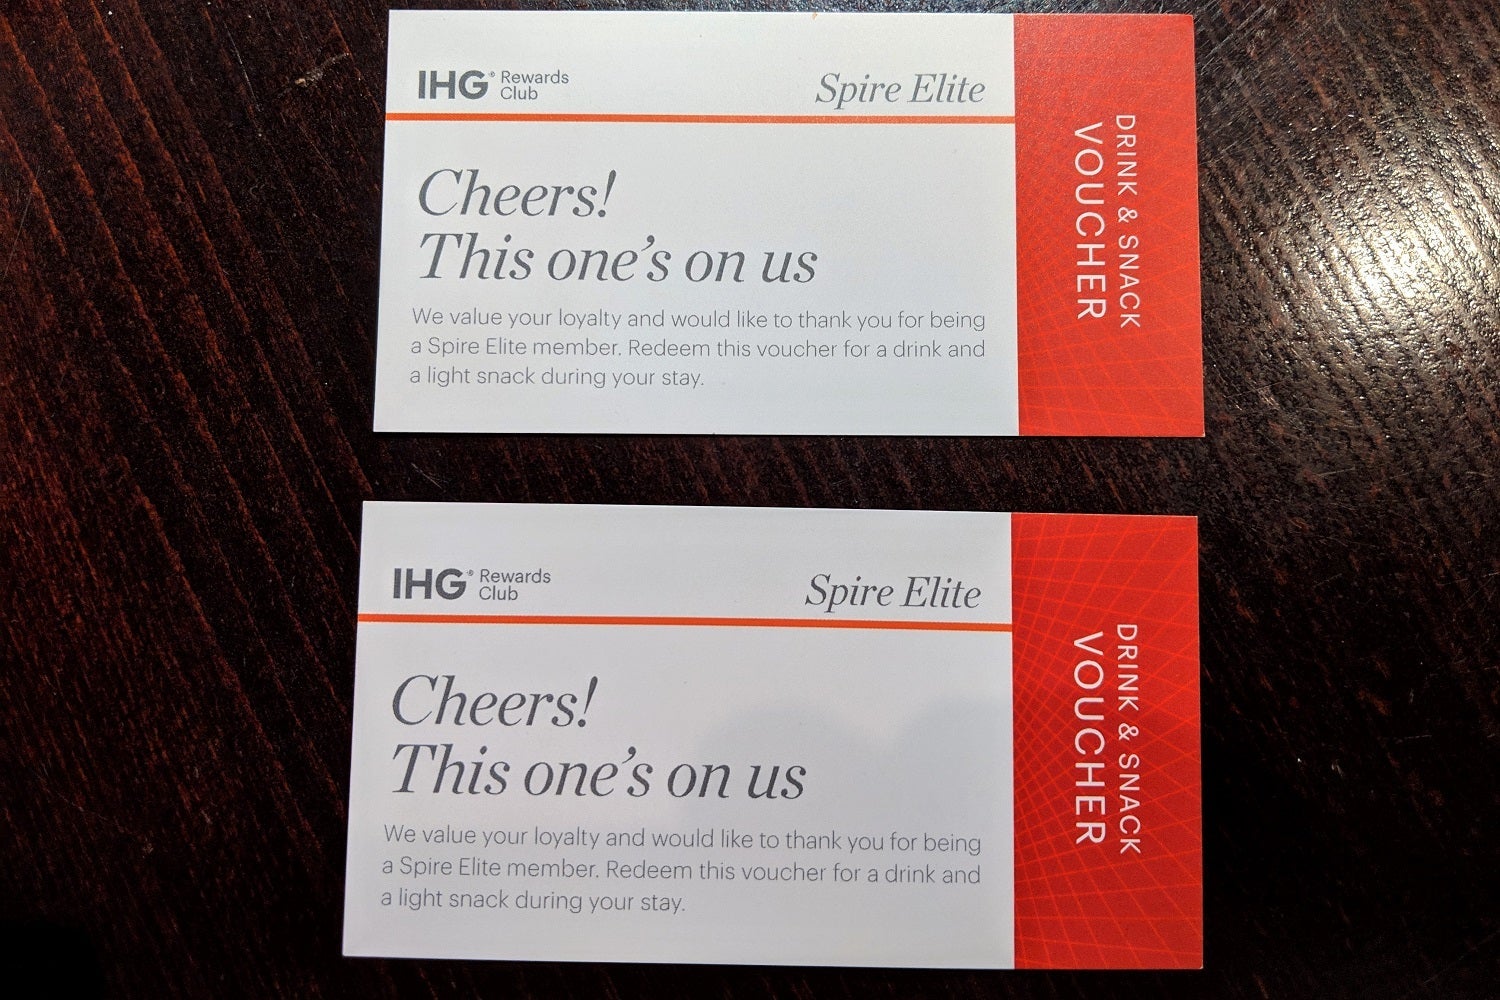 IHG® Rewards
Club
Spire Elite
Cheers!
This one's on us
We value your loyalty and would like to thank you for being
a Spire Elite member. Redeem this voucher for a drink and
a light snack during your stay.
DRINK & SNACK
VOUCHER
IHG® Rewards
Club
Spire Elite
Cheers!
This one's on us
We value your loyalty and would like to thank you for being
a Spire Elite member. Redeem this voucher for a drink and
a light snack during your stay.
DRINK & SNACK
VOUCHER